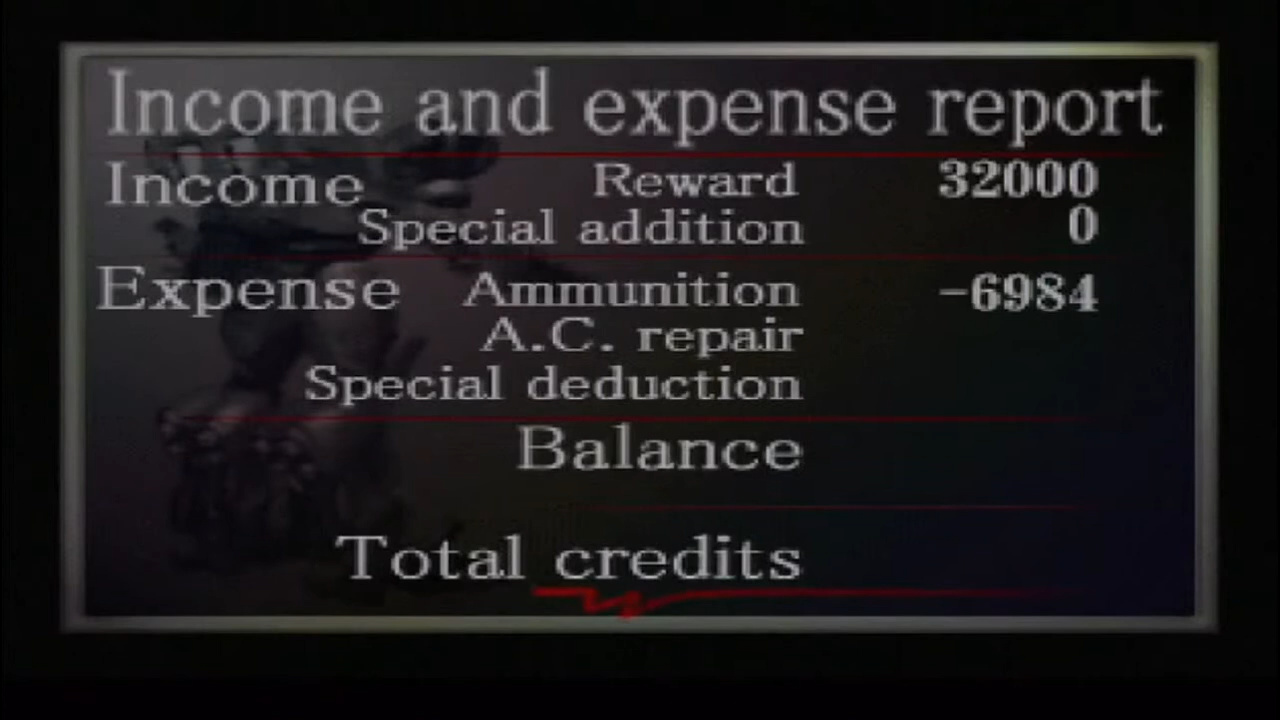 Income and expense report
Income Reward 32000
Special addition 0
Expense Ammunition -6984
A.C. repair
Special deduction
Balance
Total credits